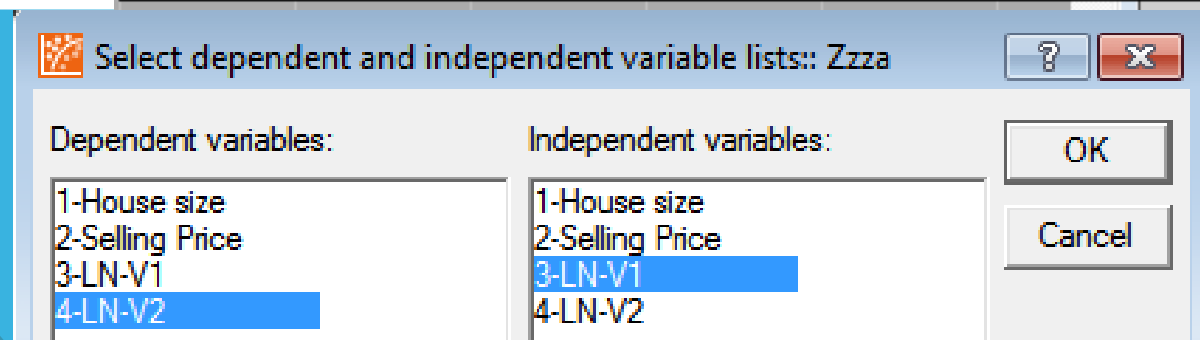 Select dependent and independent variable lists:: Zzza
?
X
Dependent variables:
1-House size
2-Selling Price
3-LN-V1
4-LN-V2
Independent variables:
1-House size
2-Selling Price
3-LN-V1
4-LN-V2
OK
Cancel